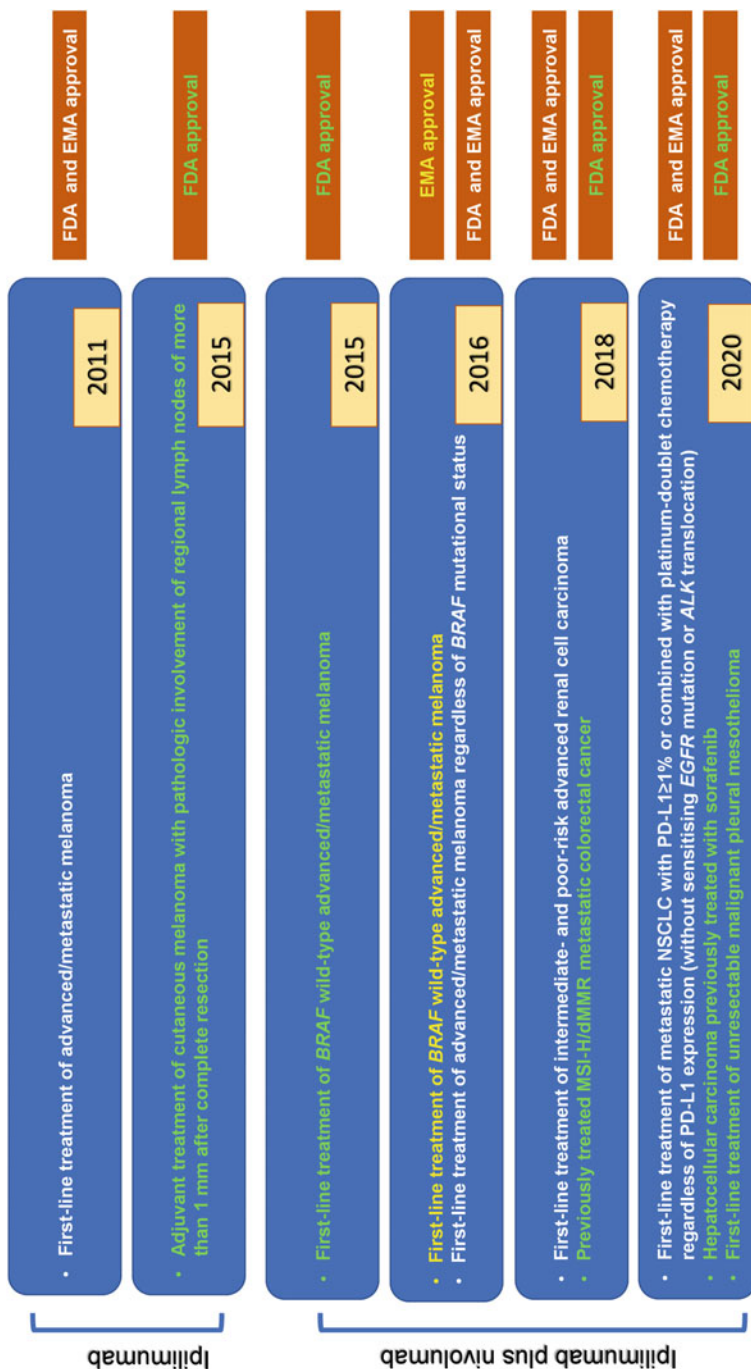 Ipilimumab
• First-line treatment of advanced/metastatic melanoma
2011
FDA and EMA approval
• Adjuvant treatment of cutaneous melanoma with pathologic involvement of regional lymph nodes of more
than 1 mm after complete resection
2015
FDA approval
Ipilimumab plus nivolumab
• First-line treatment of BRAF wild-type advanced/metastatic melanoma
2015
FDA approval
• First-line treatment of BRAF wild-type advanced/metastatic melanoma
• First-line treatment of advanced/metastatic melanoma regardless of BRAF mutational status
2016
EMA approval
FDA and EMA approval
• First-line treatment of intermediate- and poor-risk advanced renal cell carcinoma
• Previously treated MSI-H/dMMR metastatic colorectal cancer
2018
FDA and EMA approval
FDA approval
• First-line treatment of metastatic NSCLC with PD-L1≥1% or combined with platinum-doublet chemotherapy
regardless of PD-L1 expression (without sensitising EGFR mutation or ALK translocation)
• Hepatocellular carcinoma previously treated with sorafenib
• First-line treatment of unresectable malignant pleural mesothelioma
2020
FDA and EMA approval
FDA approval